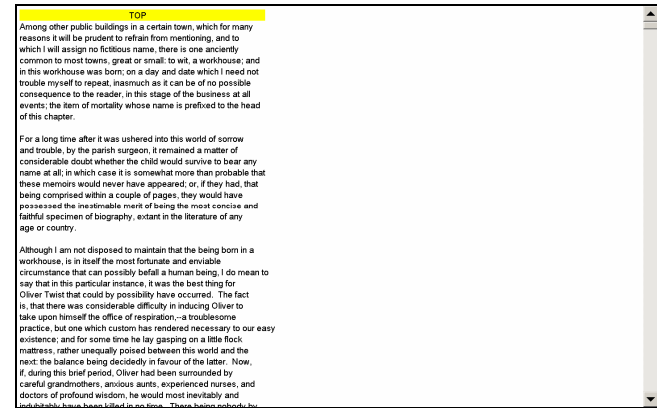 TOP
Among other public buildings in a certain town, which for many
reasons it will be prudent to refrain from mentioning, and to
which I will assign no fictitious name, there is one anciently
common to most towns, great or small: to wit, a workhouse; and
in this workhouse was born; on a day and date which I need not
trouble myself to repeat, inasmuch as it can be of no possible
consequence to the reader, in this stage of the business at all
events; the item of mortality whose name is prefixed to the head
of this chapter.
For a long time after it was ushered into this world of sorrow
and trouble, by the parish surgeon, it remained a matter of
considerable doubt whether the child would survive to bear any
name at all; in which case it is somewhat more than probable that
these memoirs would never have appeared; or, if they had, that
being comprised within a couple of pages, they would have
possessed the inestimable merit of being the most concise and
faithful specimen of biography, extant in the literature of any
age or country.
Although I am not disposed to maintain that the being born in a
workhouse, is in itself the most fortunate and enviable
circumstance that can possibly befall a human being, I do mean to
say that in this particular instance, it was the best thing for
Oliver Twist that could by possibility have occurred. The fact
is, that there was considerable difficulty in inducing Oliver to
take upon himself the office of respiration,--a troublesome
practice, but one which custom has rendered necessary to our easy
existence; and for some time he lay gasping on a little flock
mattress, rather unequally poised between this world and the
next: the balance being decidedly in favour of the latter. Now,
if, during this brief period, Oliver had been surrounded by
careful grandmothers, anxious aunts, experienced nurses, and
doctors of profound wisdom, he would most inevitably and
indubitably have been killed in no time. There being nobody by